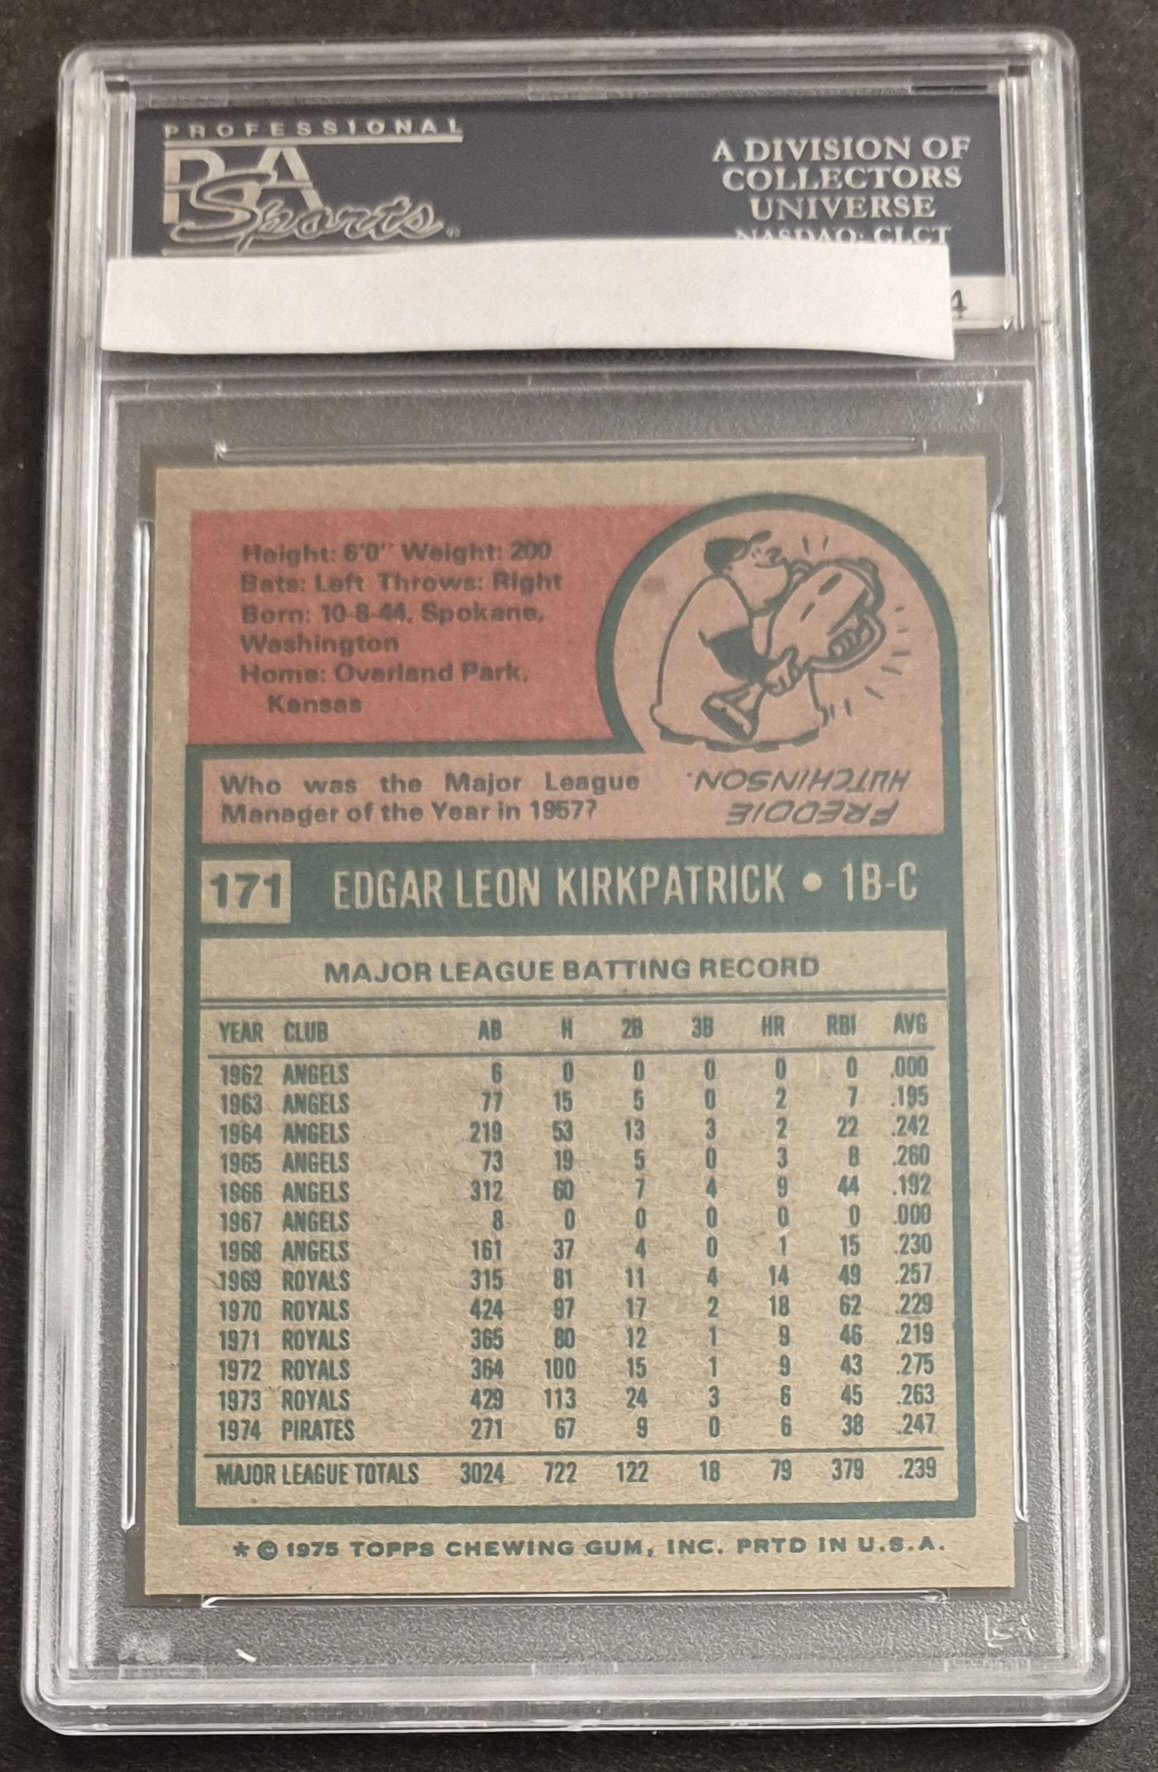 PROFESSIONAL
PSA
Sports®
A DIVISION OF
COLLECTORS
UNIVERSE
NASDAQ: CLCT
4
Height: 6'0" Weight: 200
Bats: Left Throws: Right
Born: 10-8-44, Spokane,
Washington
Home: Overland Park,
Kansas
Who was the Major League
Manager of the Year in 1957?
FREDDIE
HUTCHINSON.
171 EDGAR LEON KIRKPATRICK • 1B-C
MAJOR LEAGUE BATTING RECORD
YEAR CLUB AB H 2B 3B HR RBI AVG
1962 ANGELS 6 0 0 0 0 0 .000
1963 ANGELS 77 15 5 0 2 7 .195
1964 ANGELS 219 53 13 3 2 22 .242
1965 ANGELS 73 19 5 0 3 8 .260
1966 ANGELS 312 60 7 4 9 44 .192
1967 ANGELS 8 0 0 0 0 0 .000
1968 ANGELS 161 37 4 0 1 15 .230
1969 ROYALS 315 81 11 4 14 49 .257
1970 ROYALS 424 97 17 2 18 62 .229
1971 ROYALS 365 80 12 1 9 46 .219
1972 ROYALS 364 100 15 1 9 43 .275
1973 ROYALS 429 113 24 3 6 45 .263
1974 PIRATES 271 67 9 0 6 38 .247
MAJOR LEAGUE TOTALS 3024 722 122 18 79 379 .239
* © 1975 TOPPS CHEWING GUM, INC. PRTD IN U.S.A.
PSA